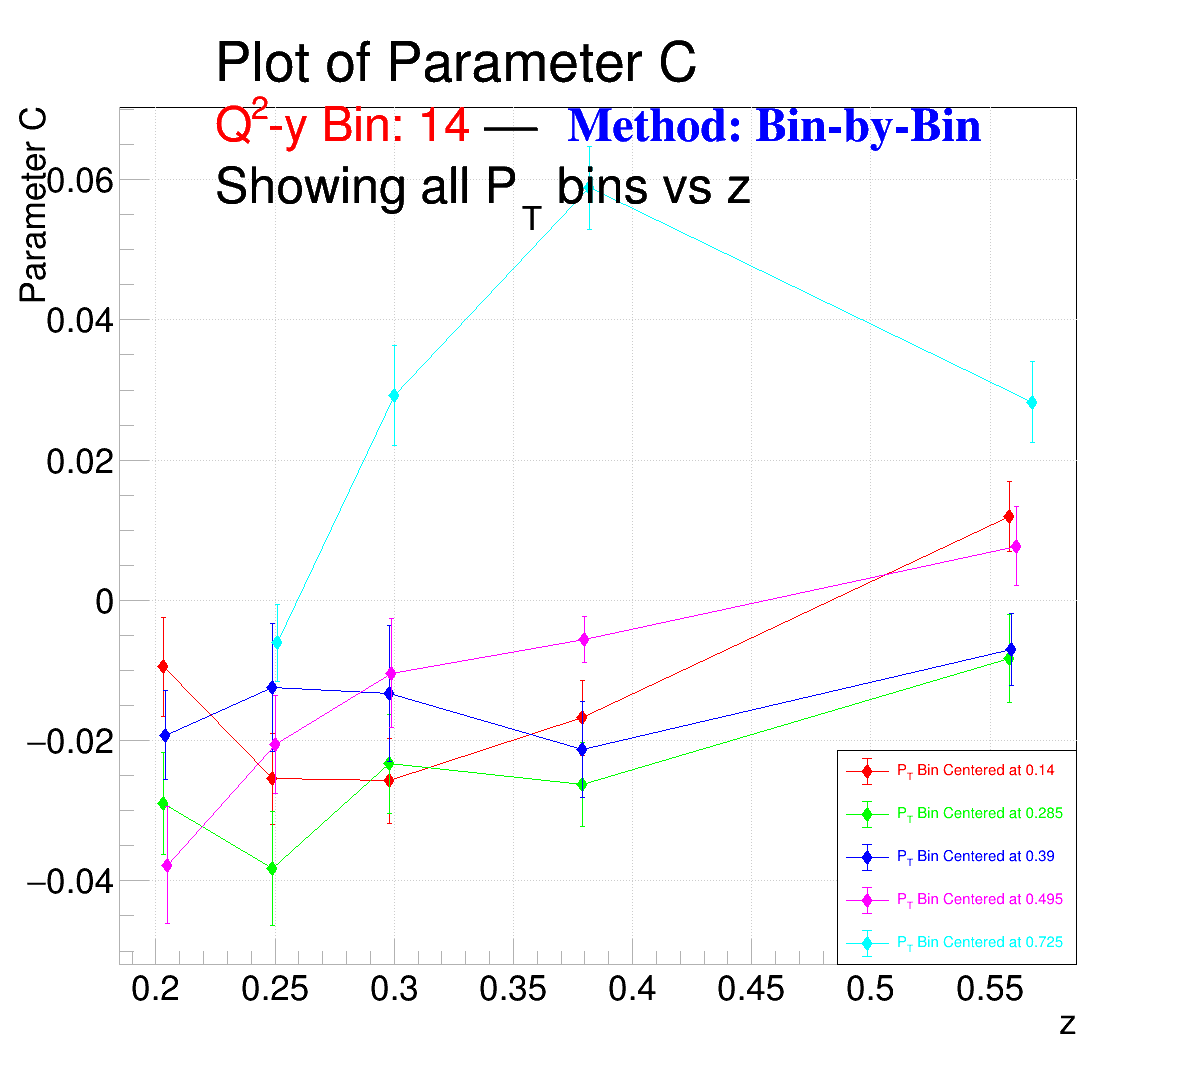 Plot of Parameter C
Q2-y Bin: 14 — Method: Bin-by-Bin
Showing all PT bins vs z
Parameter C
0.06
0.04
0.02
0
−0.02
−0.04
0.2 0.25 0.3 0.35 0.4 0.45 0.5 0.55
z
PT Bin Centered at 0.14
PT Bin Centered at 0.285
PT Bin Centered at 0.39
PT Bin Centered at 0.495
PT Bin Centered at 0.725